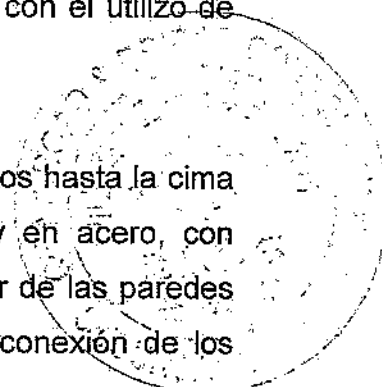 con el utilizo de
os hasta la cima
en acero, con
de las paredes
conexión de los